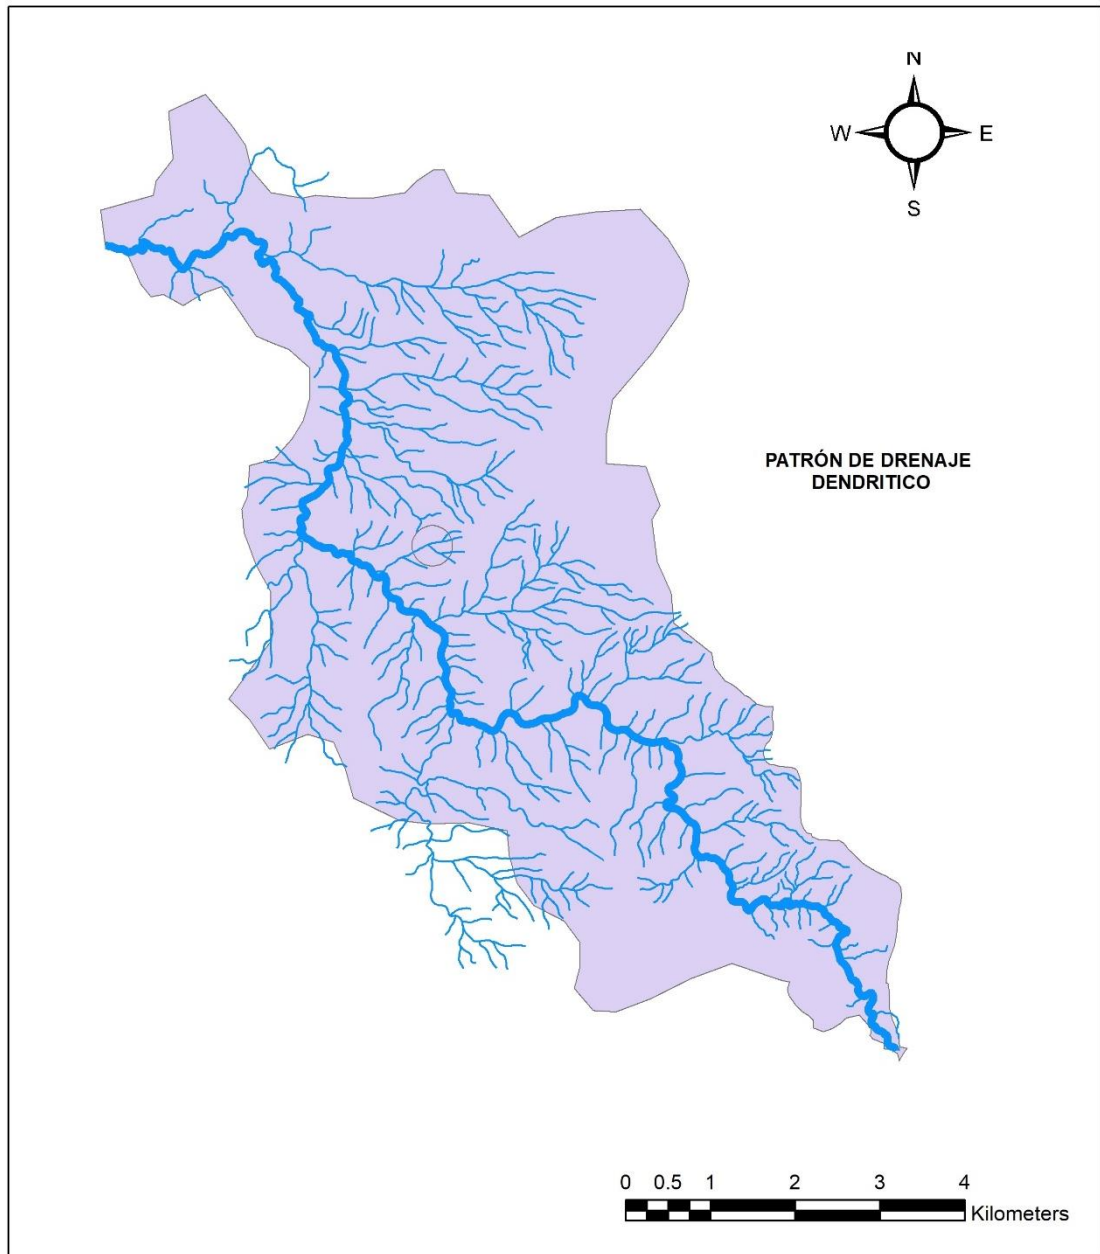 N
W E
S
PATRÓN DE DRENAJE
DENDRITICO
0 0.5 1 2 3 4
Kilometers